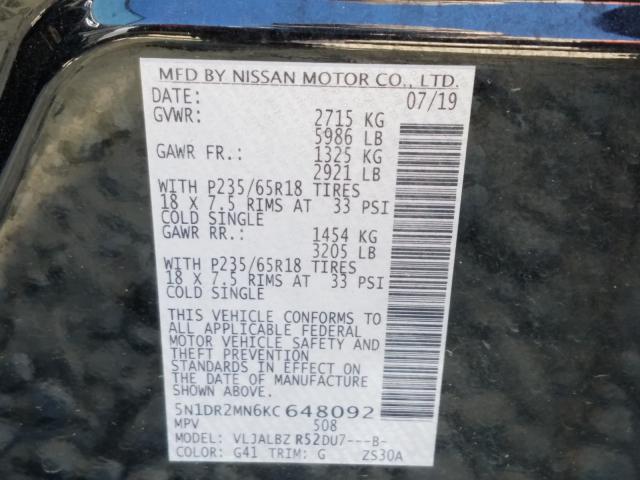 MFD BY NISSAN MOTOR CO., LTD.
DATE: 07/19
GVWR: 2715 KG
5986 LB
GAWR FR.: 1325 KG
2921 LB
WITH P235/65R18 TIRES
18 X 7.5 RIMS AT 33 PSI
COLD SINGLE
GAWR RR.: 1454 KG
3205 LB
WITH P235/65R18 TIRES
18 X 7.5 RIMS AT 33 PSI
COLD SINGLE
THIS VEHICLE CONFORMS TO
ALL APPLICABLE FEDERAL
MOTOR VEHICLE SAFETY AND
THEFT PREVENTION
STANDARDS IN EFFECT ON
THE DATE OF MANUFACTURE
SHOWN ABOVE.
5N1DR2MN6KC 648092
MPV 508
MODEL: VLJALBZ R52DU7---B-
COLOR: G41 TRIM: G ZS30A